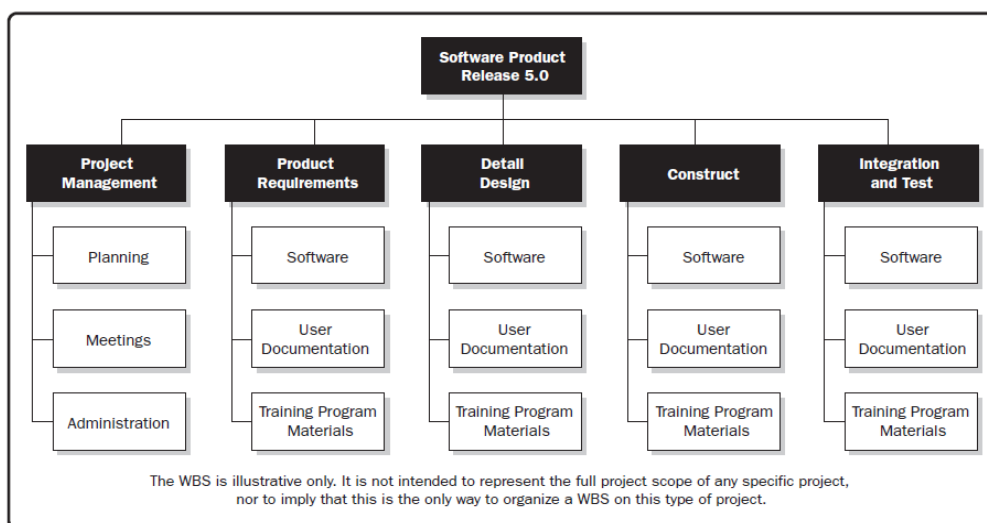 Software Product
Release 5.0
Project
Management
Product
Requirements
Detail
Design
Construct
Integration
and Test
Planning
Software
Software
Software
Software
Meetings
User
Documentation
User
Documentation
User
Documentation
User
Documentation
Administration
Training Program
Materials
Training Program
Materials
Training Program
Materials
Training Program
Materials
The WBS is illustrative only. It is not intended to represent the full project scope of any specific project,
nor to imply that this is the only way to organize a WBS on this type of project.